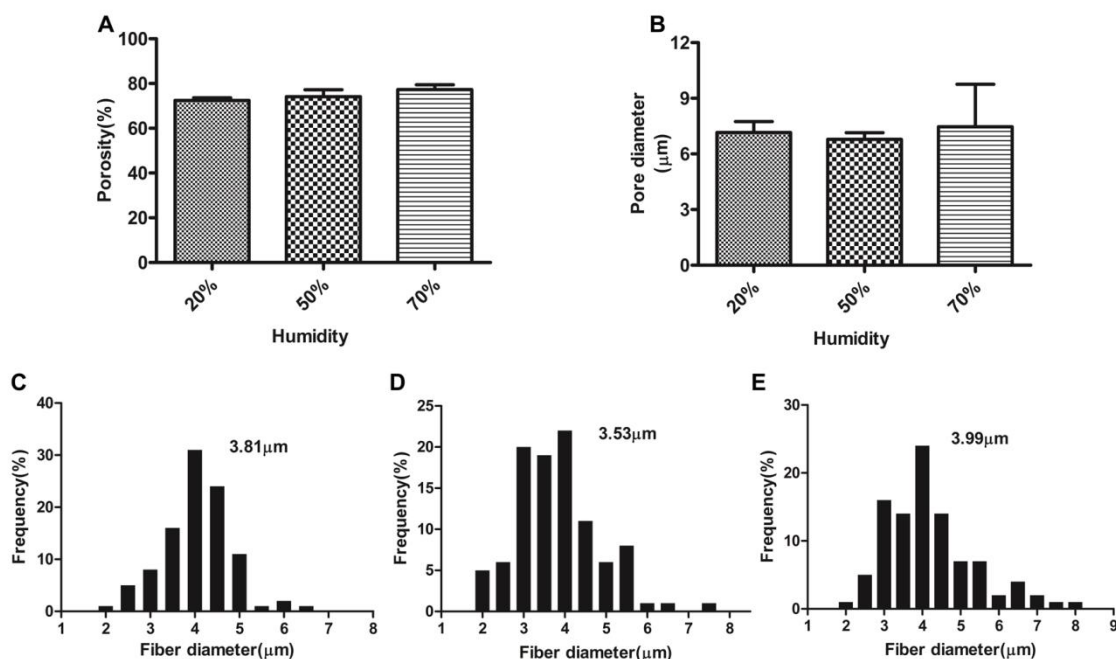 A
100
80
60
40
20
0
Porosity(%)
20%
50%
70%
Humidity
B
12
9
6
3
0
Pore diameter
(μm)
20%
50%
70%
Humidity
C
40
30
20
10
0
Frequency(%)
3.81μm
1 2 3 4 5 6 7 8
Fiber diameter(μm)
D
25
20
15
10
5
0
Frequency(%)
3.53μm
1 2 3 4 5 6 7 8
Fiber diameter(μm)
E
30
20
10
0
Frequency(%)
3.99μm
1 2 3 4 5 6 7 8 9
Fiber diameter(μm)